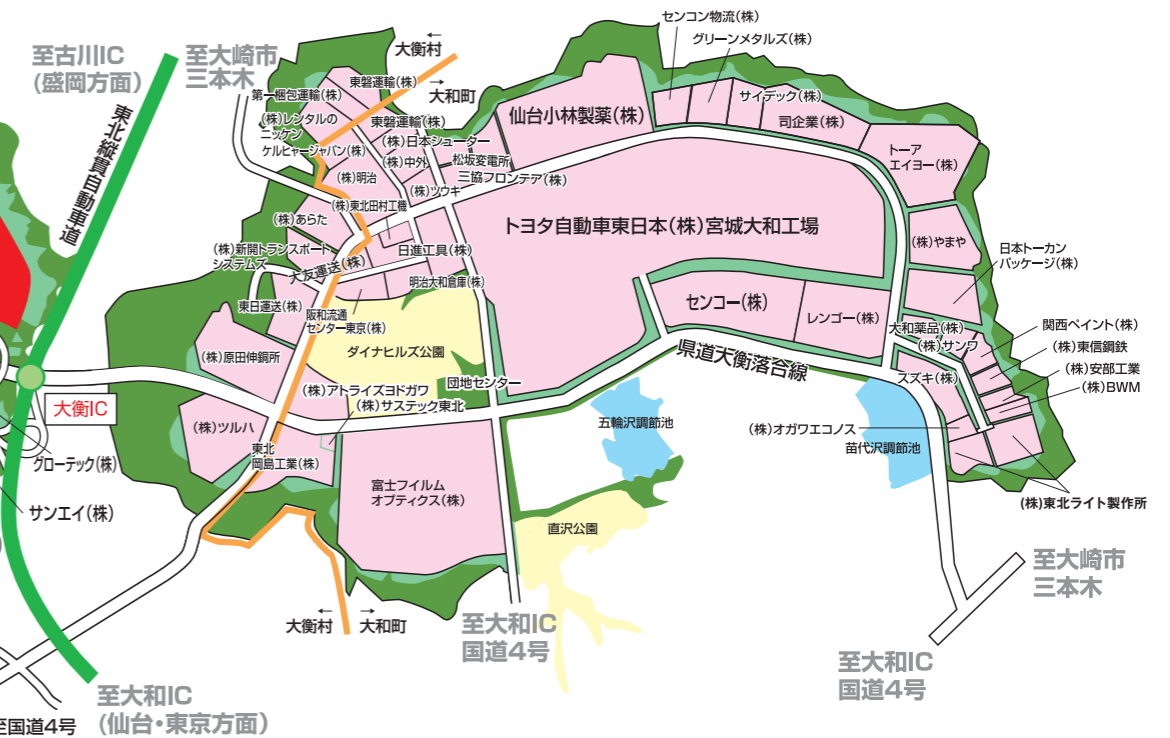 至古川IC
(盛岡方面)
至大崎市
三本木
東北縦貫自動車道
大衡村
←
→
大和町
センコン物流(株)
グリーンメタルズ(株)
サイデック(株)
司企業(株)
トーア
エイヨー(株)
仙台小林製薬(株)
東磐運輸(株)
第一梱包運輸(株)
(株)レンタルの
ニッケン
東磐運輸(株)
(株)日本シューター
ケルヒャージャパン(株)
(株)中外
松坂変電所
三協フロンテア(株)
(株)明治
(株)ツウキ
(株)東北田村工機
(株)あらた
トヨタ自動車東日本(株)宮城大和工場
(株)やまや
日本トーカン
パッケージ(株)
(株)新開トランスポート
システムズ
大友運送(株)
日進工具(株)
明治大和倉庫(株)
東日運送(株)
阪和流通
センター東京(株)
センコー(株)
レンゴー(株)
大和薬品(株)
(株)サンワ
関西ペイント(株)
(株)東信鋼鉄
(株)安部工業
(株)BWM
スズキ(株)
県道大衡落合線
ダイナヒルズ公園
(株)原田伸銅所
団地センター
(株)アトライズヨドガワ
(株)サステック東北
大衡IC
(株)ツルハ
五輪沢調節池
(株)オガワエコノス
苗代沢調節池
東北
岡島工業(株)
グローテック(株)
富士フイルム
オプティクス(株)
サンエイ(株)
直沢公園
(株)東北ライト製作所
至大崎市
三本木
← →
大衡村 大和町
至大和IC
国道4号
至大和IC
国道4号
至大和IC
(仙台・東京方面)
至国道4号